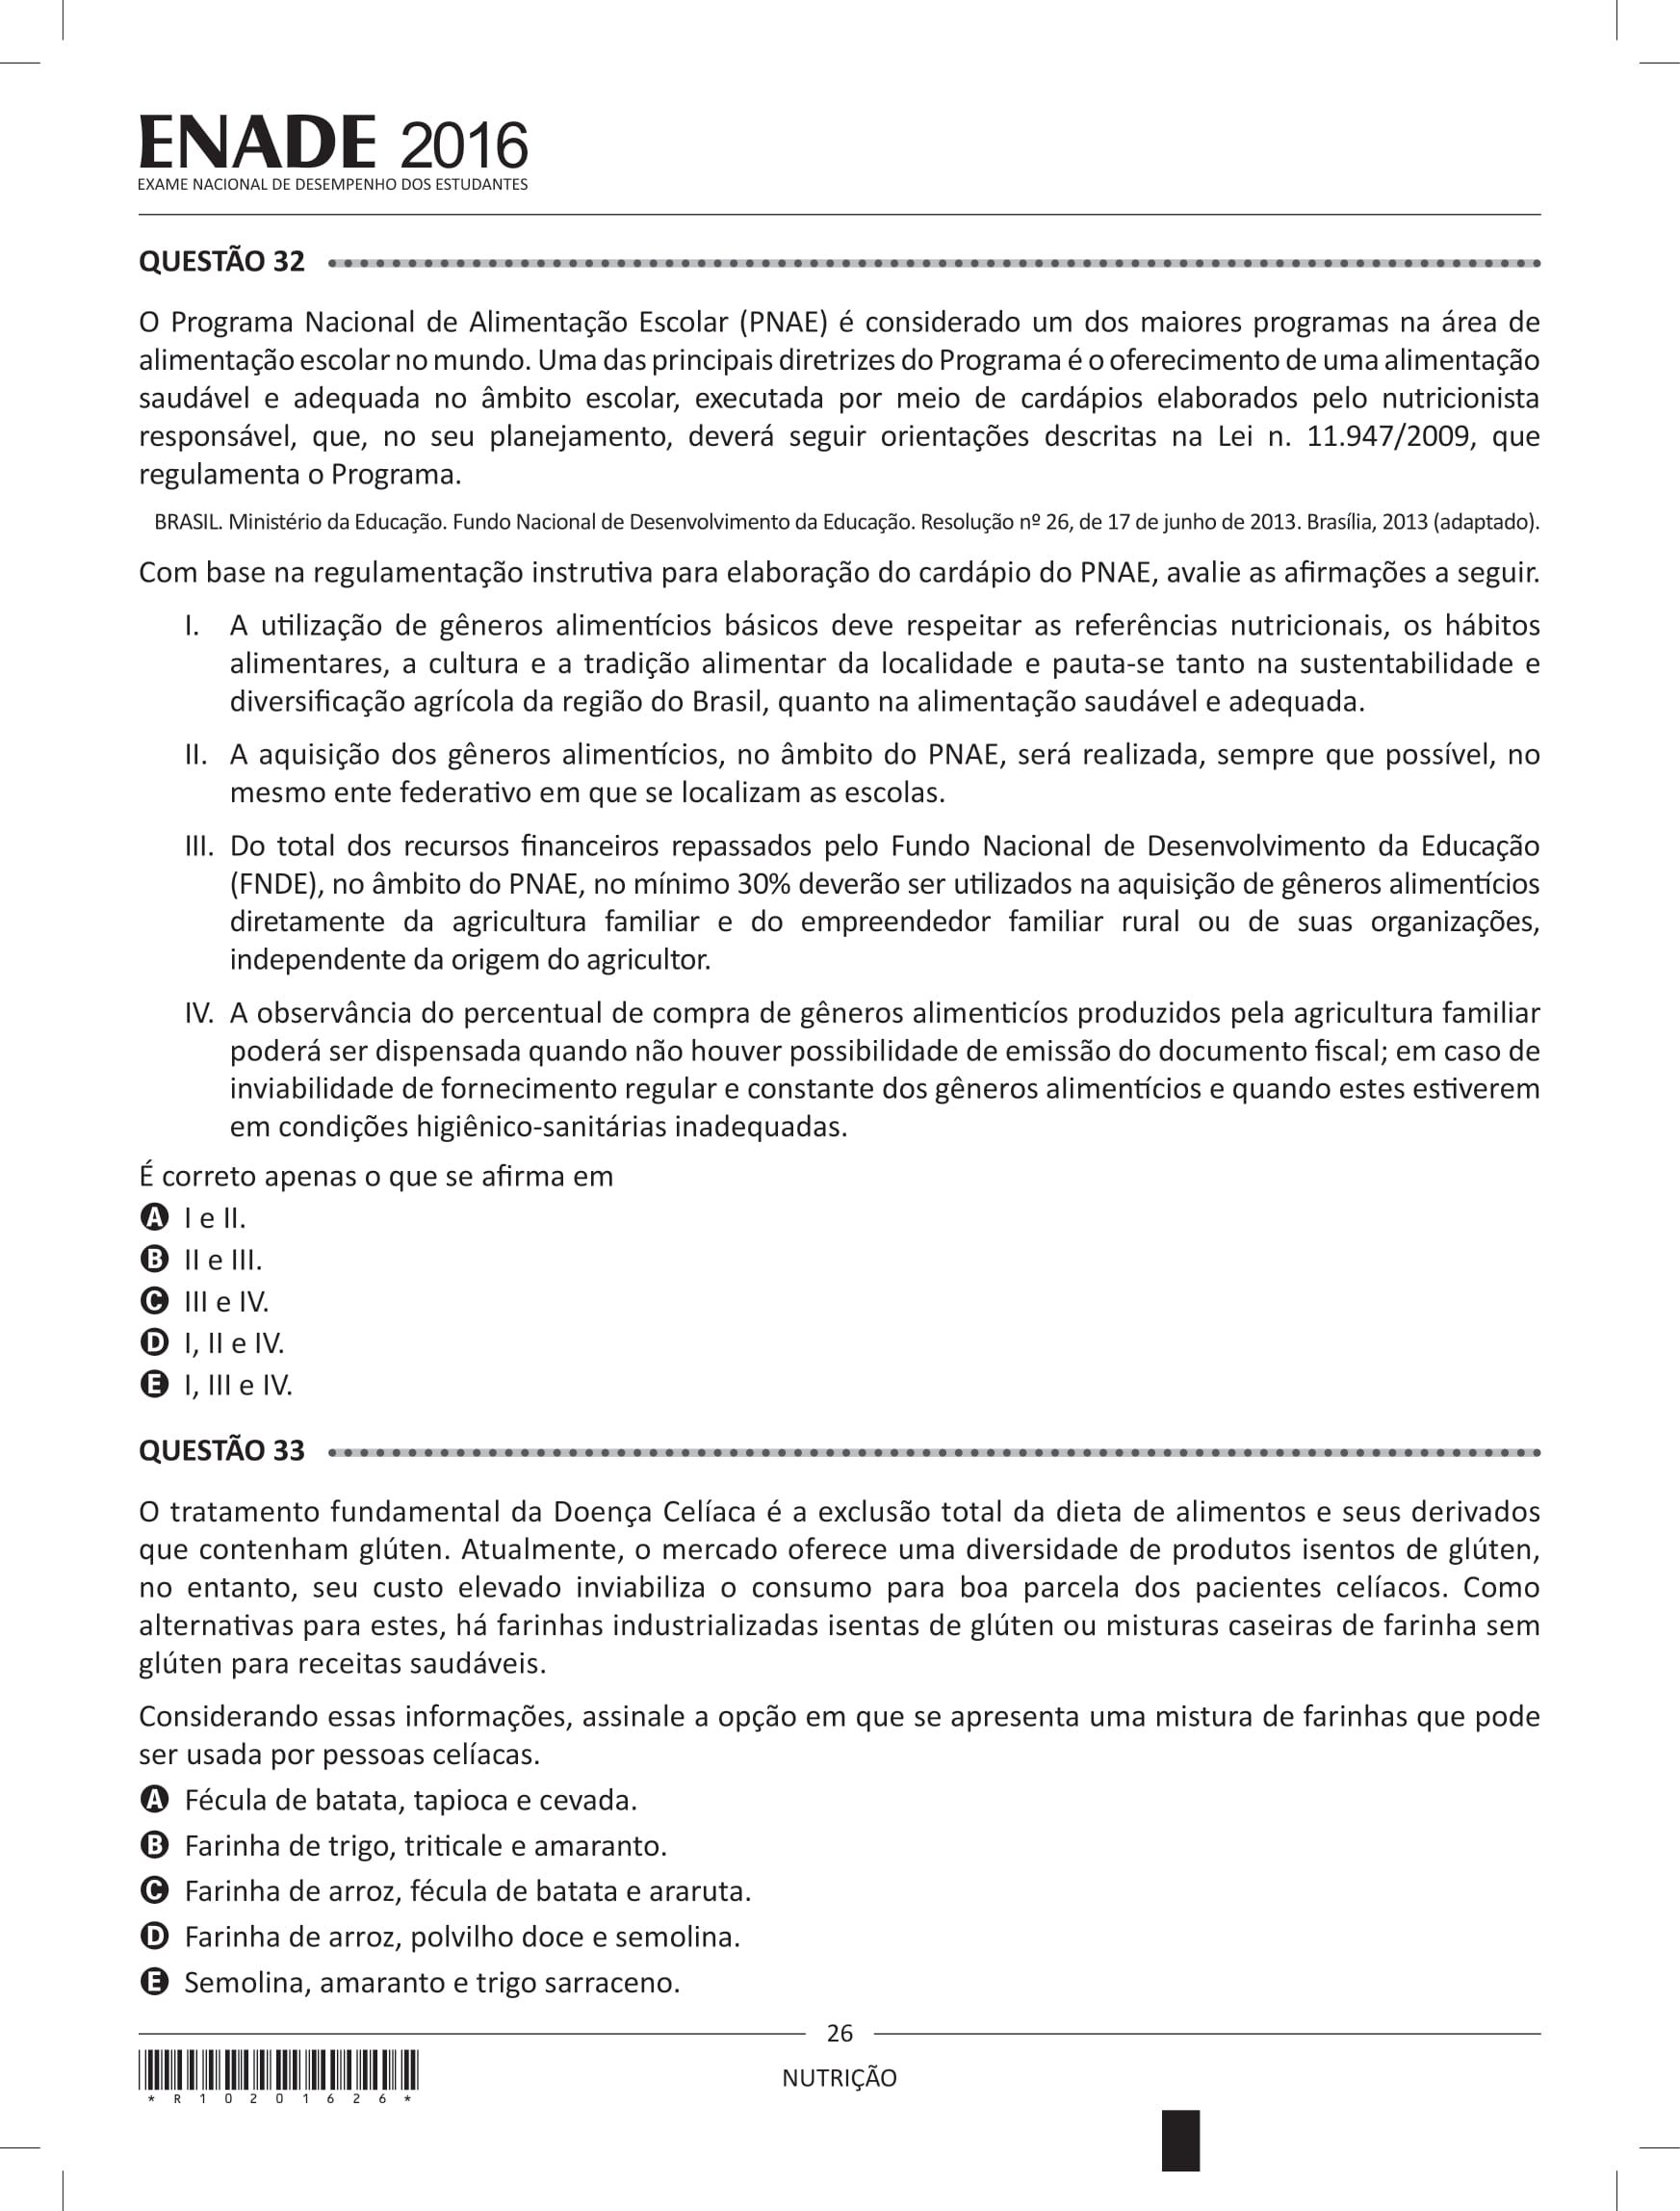 ENADE 2016
EXAME NACIONAL DE DESEMPENHO DOS ESTUDANTES
QUESTÃO 32
O Programa Nacional de Alimentação Escolar (PNAE) é considerado um dos maiores programas na área de
alimentação escolar no mundo. Uma das principais diretrizes do Programa é o oferecimento de uma alimentação
saudável e adequada no âmbito escolar, executada por meio de cardápios elaborados pelo nutricionista
responsável, que, no seu planejamento, deverá seguir orientações descritas na Lei n. 11.947/2009, que
regulamenta o Programa.
BRASIL. Ministério da Educação. Fundo Nacional de Desenvolvimento da Educação. Resolução nº 26, de 17 de junho de 2013. Brasília, 2013 (adaptado).
Com base na regulamentação instrutiva para elaboração do cardápio do PNAE, avalie as afirmações a seguir.
I. A utilização de gêneros alimentícios básicos deve respeitar as referências nutricionais, os hábitos
alimentares, a cultura e a tradição alimentar da localidade e pauta-se tanto na sustentabilidade e
diversificação agrícola da região do Brasil, quanto na alimentação saudável e adequada.
II. A aquisição dos gêneros alimentícios, no âmbito do PNAE, será realizada, sempre que possível, no
mesmo ente federativo em que se localizam as escolas.
III. Do total dos recursos financeiros repassados pelo Fundo Nacional de Desenvolvimento da Educação
(FNDE), no âmbito do PNAE, no mínimo 30% deverão ser utilizados na aquisição de gêneros alimentícios
diretamente da agricultura familiar e do empreendedor familiar rural ou de suas organizações,
independente da origem do agricultor.
IV. A observância do percentual de compra de gêneros alimenticíos produzidos pela agricultura familiar
poderá ser dispensada quando não houver possibilidade de emissão do documento fiscal; em caso de
inviabilidade de fornecimento regular e constante dos gêneros alimentícios e quando estes estiverem
em condições higiênico-sanitárias inadequadas.
É correto apenas o que se afirma em
A I e II.
B II e III.
C III e IV.
D I, II e IV.
E I, III e IV.
QUESTÃO 33
O tratamento fundamental da Doença Celíaca é a exclusão total da dieta de alimentos e seus derivados
que contenham glúten. Atualmente, o mercado oferece uma diversidade de produtos isentos de glúten,
no entanto, seu custo elevado inviabiliza o consumo para boa parcela dos pacientes celíacos. Como
alternativas para estes, há farinhas industrializadas isentas de glúten ou misturas caseiras de farinha sem
glúten para receitas saudáveis.
Considerando essas informações, assinale a opção em que se apresenta uma mistura de farinhas que pode
ser usada por pessoas celíacas.
A Fécula de batata, tapioca e cevada.
B Farinha de trigo, triticale e amaranto.
C Farinha de arroz, fécula de batata e araruta.
D Farinha de arroz, polvilho doce e semolina.
E Semolina, amaranto e trigo sarraceno.
26
NUTRIÇÃO
* R 1 0 2 0 1 6 2 6 *